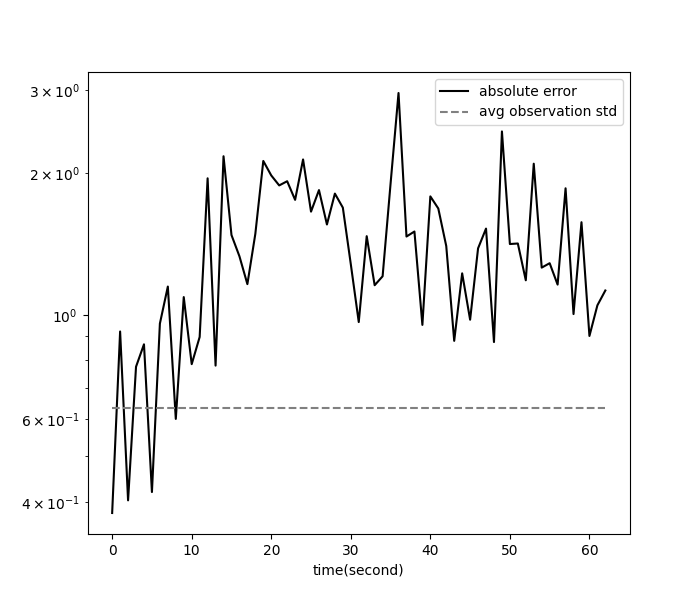 3 × 10⁰
2 × 10⁰
10⁰
6 × 10⁻¹
4 × 10⁻¹
absolute error
avg observation std
0 10 20 30 40 50 60
time(second)